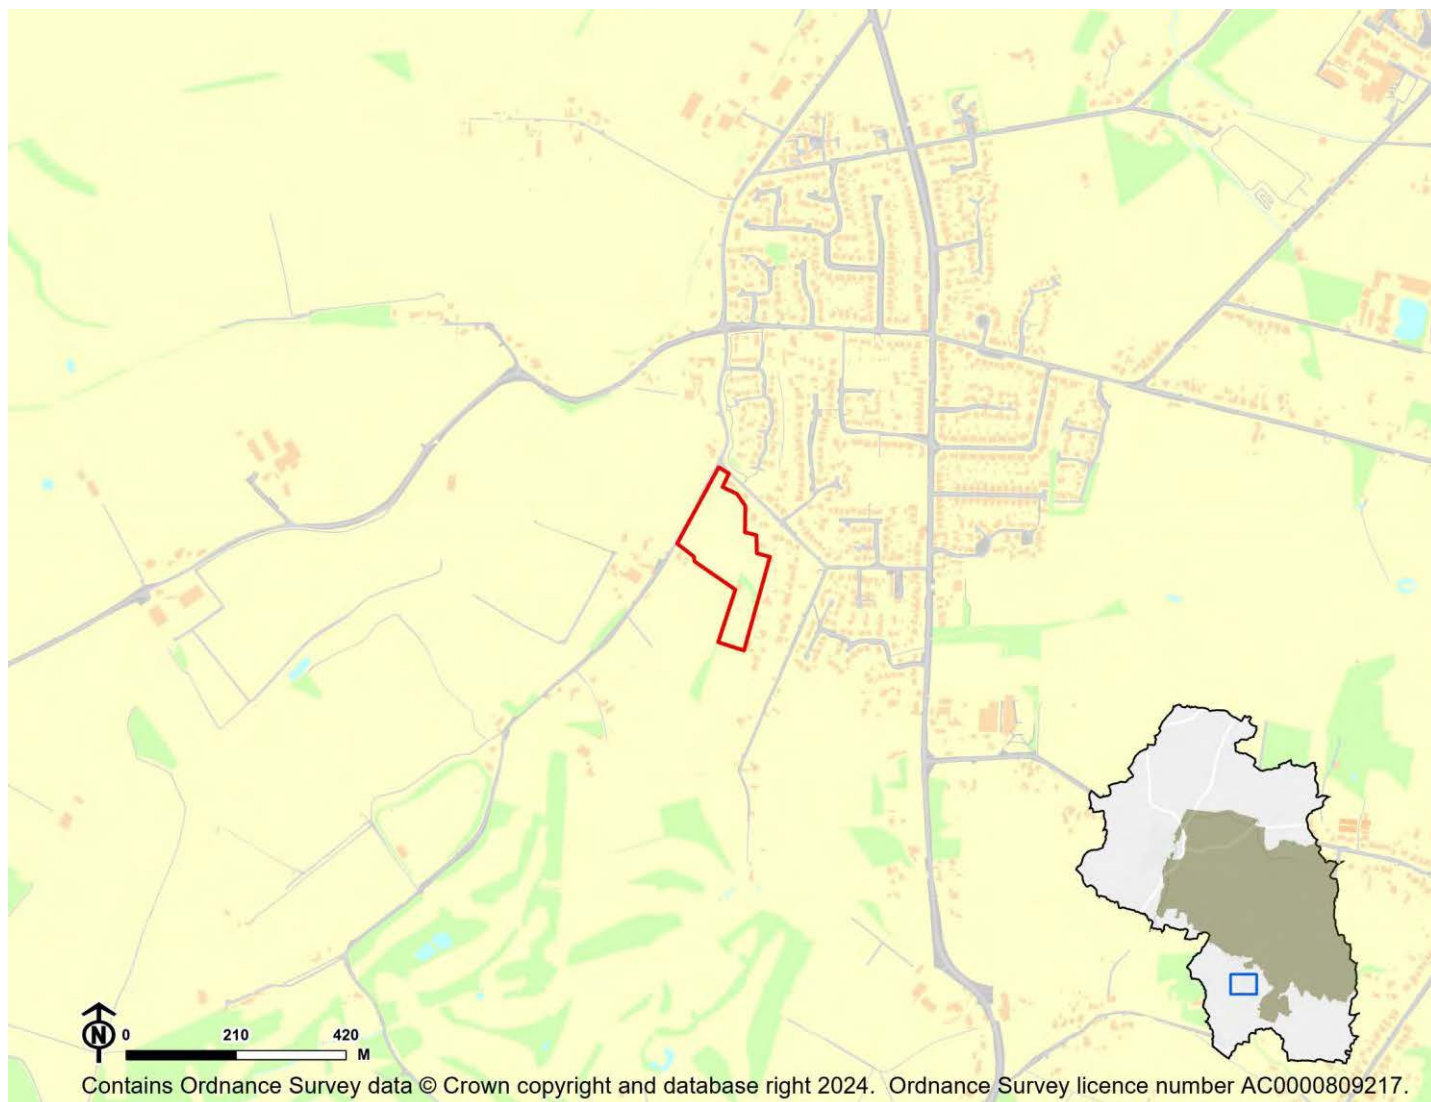 N
0 210 420
M
Contains Ordnance Survey data © Crown copyright and database right 2024. Ordnance Survey licence number AC0000809217.